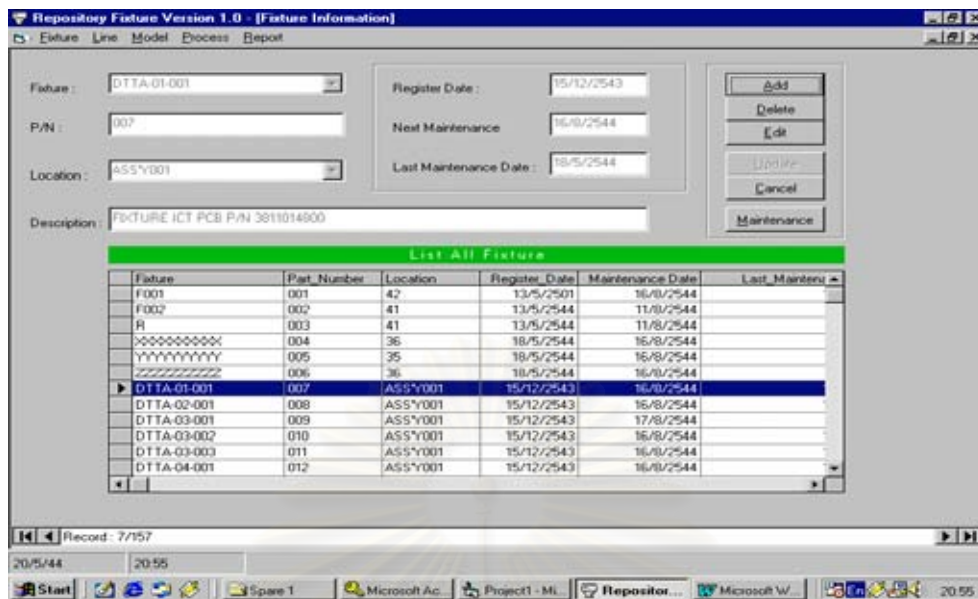 Repository Fixture Version 1.0 - [Fixture Information]
Fixture Line Model Process Report
Fixture : DTTA-01-001 Register Date : 15/12/2543 Add
Delete
P/N : 007 Next Maintenance 16/8/2544 Edit
Location : ASS'Y001 Last Maintenance Date : 18/5/2544 Update
Cancel
Description : FIXTURE ICT PCB P/N 3811014800 Maintenance
List All Fixture
Fixture Part_Number Location Register_Date Maintenance Date Last_Maintena
F001 001 42 13/5/2501 16/8/2544
F002 002 41 13/5/2544 11/8/2544
R 003 41 13/5/2544 11/8/2544
XXXXXXXXXX 004 36 18/5/2544 16/8/2544
YYYYYYYYYY 005 35 18/5/2544 16/8/2544
ZZZZZZZZZZZ 006 36 18/5/2544 16/8/2544
DTTA-01-001 007 ASS'Y001 15/12/2543 16/8/2544
DTTA-02-001 008 ASS'Y001 15/12/2543 16/8/2544
DTTA-03-001 009 ASS'Y001 15/12/2543 17/8/2544
DTTA-03-002 010 ASS'Y001 15/12/2543 16/8/2544
DTTA-03-003 011 ASS'Y001 15/12/2543 16/8/2544
DTTA-04-001 012 ASS'Y001 15/12/2543 16/8/2544
Record : 7/157
20/5/44 20:55
Start Spare 1 Microsoft Ac... Project1 - Mi... Repositor... Microsoft W... En 20:55